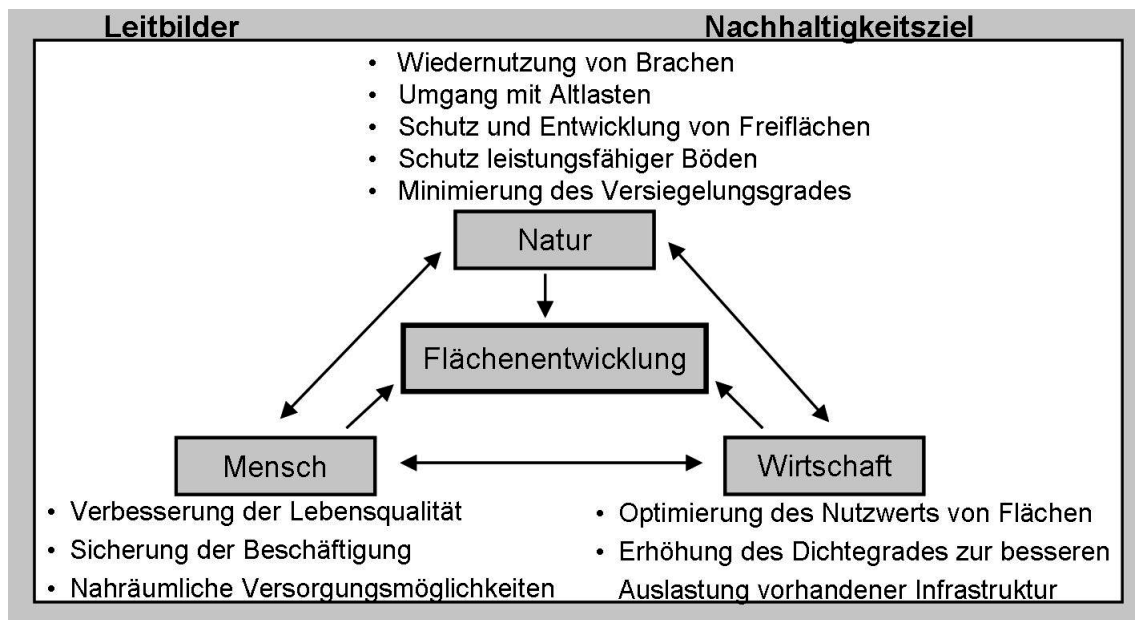 Leitbilder Nachhaltigkeitsziel
• Wiedernutzung von Brachen
• Umgang mit Altlasten
• Schutz und Entwicklung von Freiflächen
• Schutz leistungsfähiger Böden
• Minimierung des Versiegelungsgrades
Natur
Flächenentwicklung
Mensch
Wirtschaft
• Verbesserung der Lebensqualität
• Sicherung der Beschäftigung
• Nahräumliche Versorgungsmöglichkeiten
• Optimierung des Nutzwerts von Flächen
• Erhöhung des Dichtegrades zur besseren
Auslastung vorhandener Infrastruktur